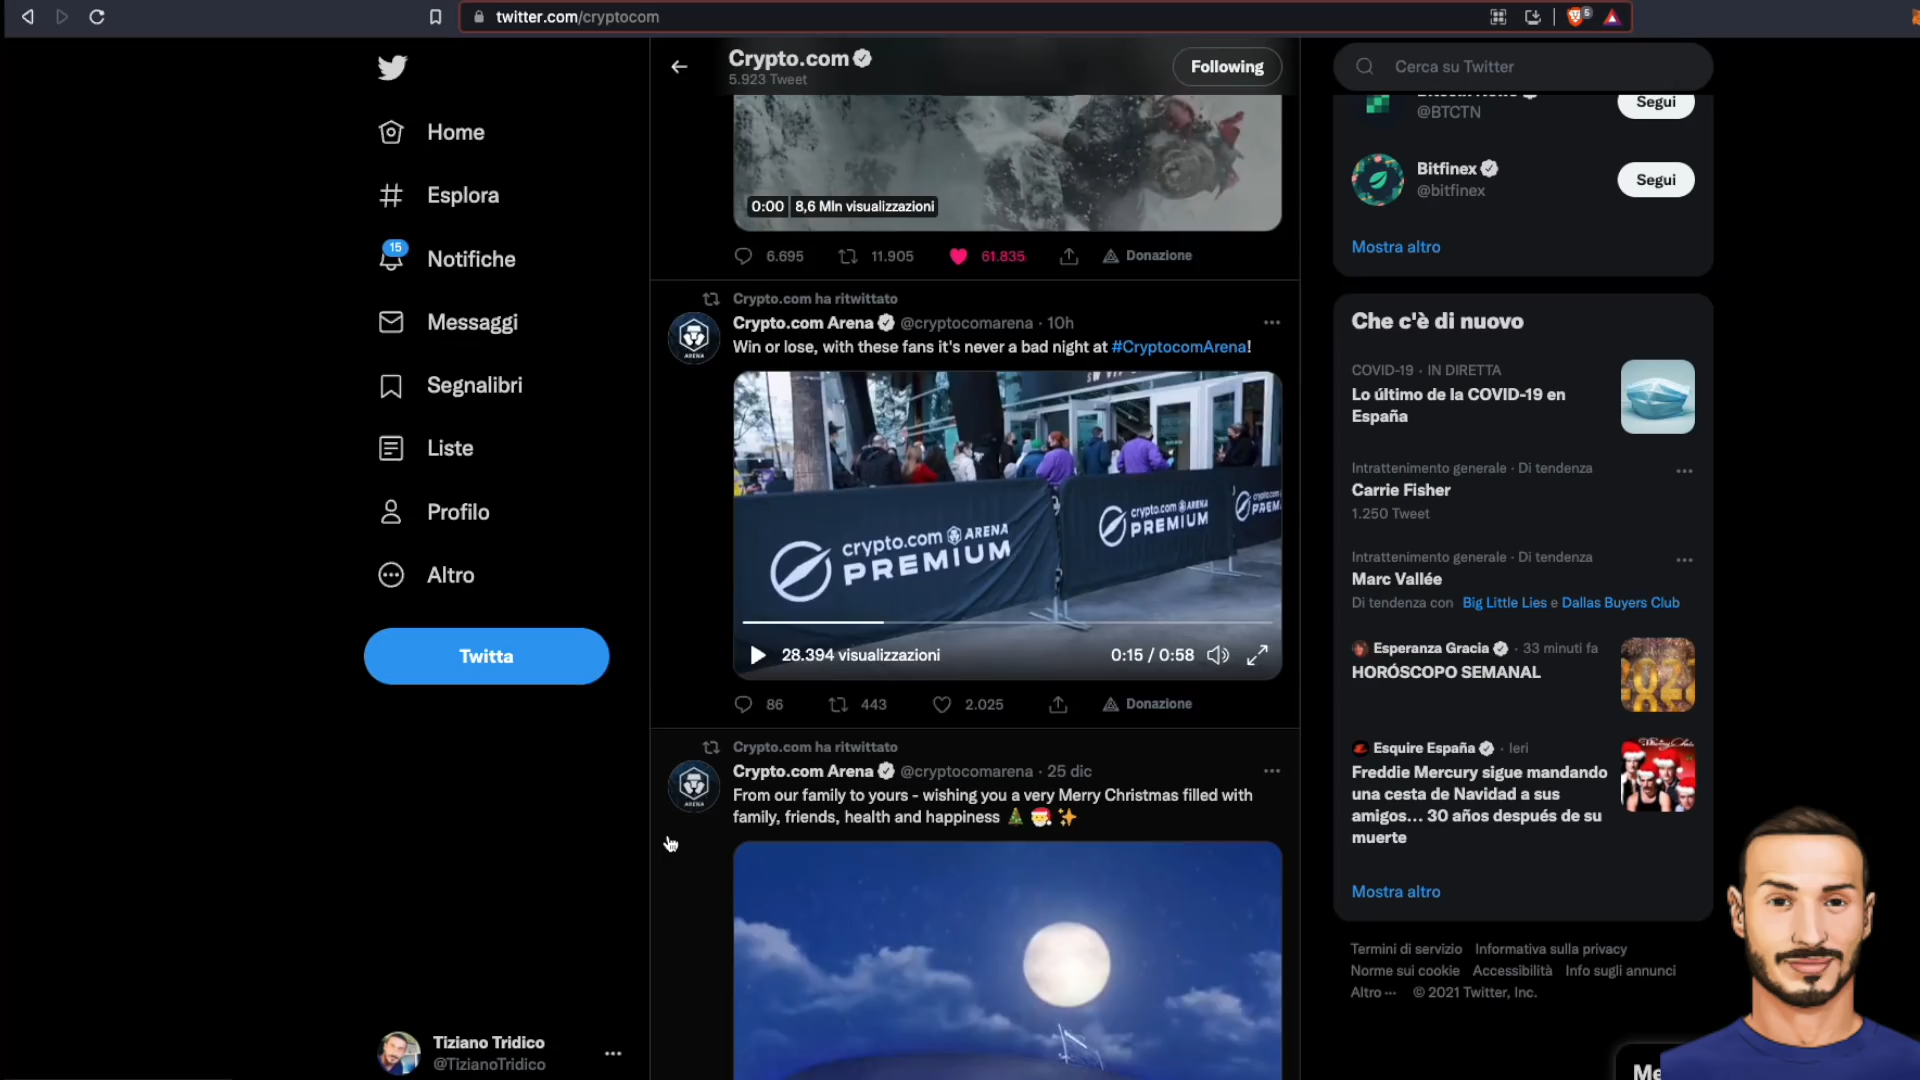 twitter.com/cryptocom
5
Crypto.com
5.923 Tweet
Following
Cerca su Twitter
Home
Esplora
15
Notifiche
Messaggi
Segnalibri
Liste
Profilo
Altro
Twitta
Tiziano Tridico
@TizianoTridico
0:00 8,6 Mln visualizzazioni
6.695 11.905 61.835 Donazione
Crypto.com ha ritwittato
Crypto.com Arena @cryptocomarena · 10h
Win or lose, with these fans it's never a bad night at #CryptocomArena!
crypto.com ARENA
PREMIUM
crypto.com ARENA
PREMIUM
28.394 visualizzazioni 0:15 / 0:58
86 443 2.025 Donazione
Crypto.com ha ritwittato
Crypto.com Arena @cryptocomarena · 25 dic
From our family to yours - wishing you a very Merry Christmas filled with
family, friends, health and happiness 🎄 🎅 ✨
@BTCTN
Segui
Bitfinex
@bitfinex
Segui
Mostra altro
Che c'è di nuovo
COVID-19 · IN DIRETTA
Lo último de la COVID-19 en
España
Intrattenimento generale · Di tendenza
Carrie Fisher
1.250 Tweet
Intrattenimento generale · Di tendenza
Marc Vallée
Di tendenza con Big Little Lies e Dallas Buyers Club
Esperanza Gracia · 33 minuti fa
HORÓSCOPO SEMANAL
Esquire España · Ieri
Freddie Mercury sigue mandando
una cesta de Navidad a sus
amigos... 30 años después de su
muerte
Mostra altro
Termini di servizio Informativa sulla privacy
Norme sui cookie Accessibilità Info sugli annunci
Altro ··· © 2021 Twitter, Inc.